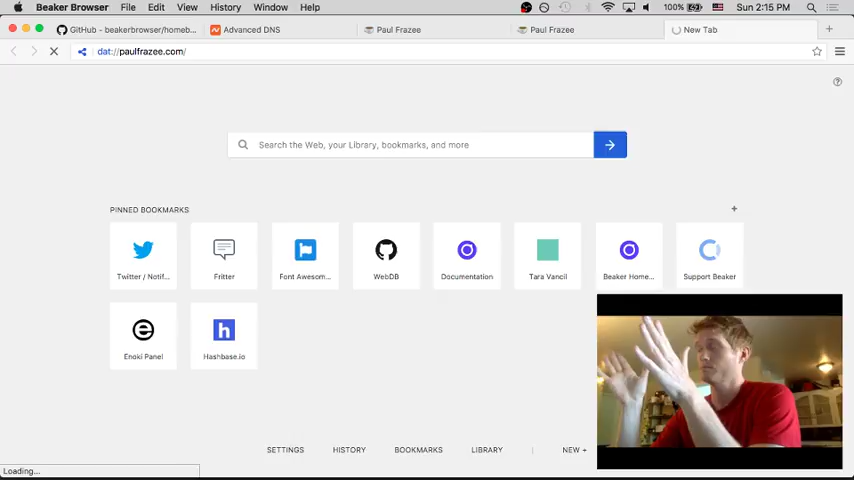 Beaker Browser File Edit View History Window Help 100% Sun 2:15 PM
GitHub - beakerbrowser/homeb... Advanced DNS Paul Frazee Paul Frazee New Tab
dat://paulfrazee.com/
Search the Web, your Library, bookmarks, and more
PINNED BOOKMARKS
Twitter / Notif... Fritter Font Awesom... WebDB Documentation Tara Vancil Beaker Home... Support Beaker
Enoki Panel Hashbase.io
SETTINGS HISTORY BOOKMARKS LIBRARY NEW +
Loading...